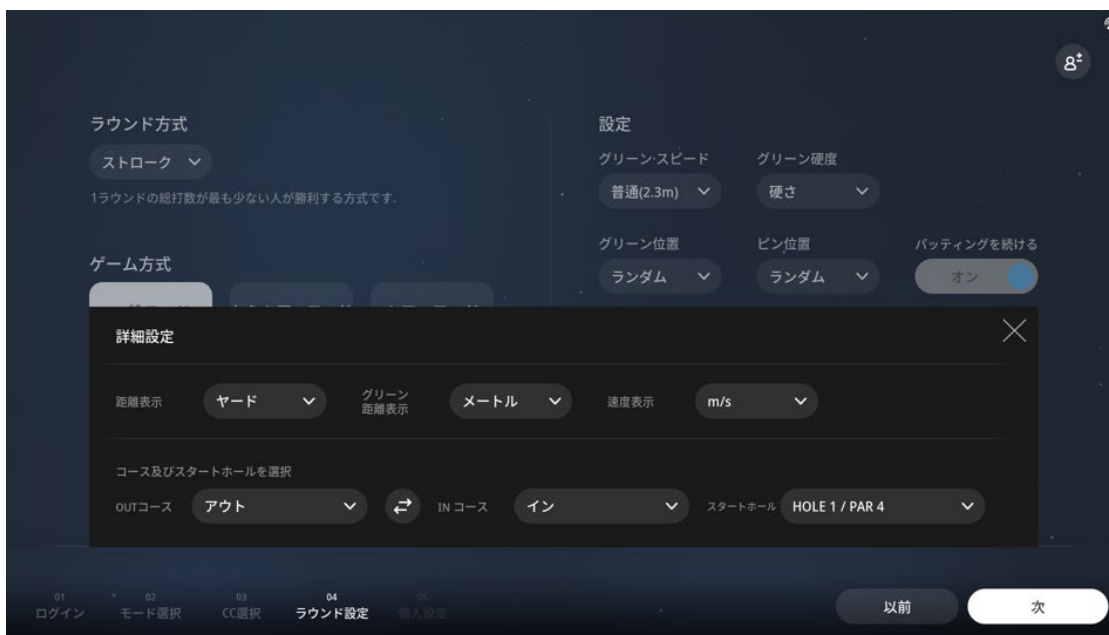 ラウンド方式
ストローク
1ラウンドの総打数が最も少ない人が勝利する方式です.
ゲーム方式
設定
グリーン·スピード
グリーン硬度
普通(2.3m)
硬さ
グリーン位置
ピン位置
パッティングを続ける
ランダム
ランダム
オン
詳細設定
距離表示
ヤード
グリーン
距離表示
メートル
速度表示
m/s
コース及びスタートホールを選択
OUTコース
アウト
IN コース
イン
スタートホール
HOLE 1 / PAR 4
01
ログイン
02
モード選択
03
CC選択
04
ラウンド設定
05
個人設定
以前
次